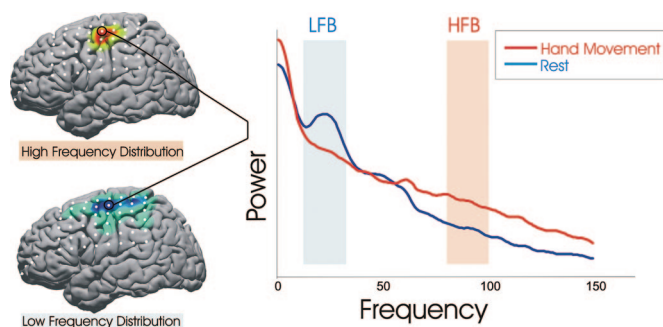 LFB
HFB
Hand Movement
Rest
High Frequency Distribution
Low Frequency Distribution
Power
0
50
100
150
Frequency